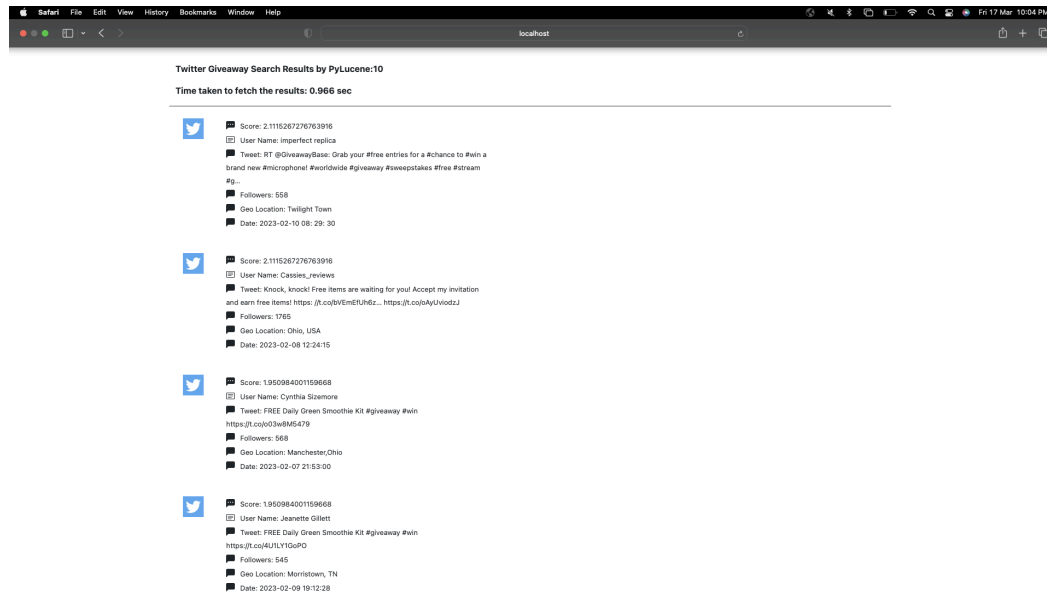 Safari File Edit View History Bookmarks Window Help Fri 17 Mar 10:04 PM
localhost
Twitter Giveaway Search Results by PyLucene:10
Time taken to fetch the results: 0.966 sec
Score: 2.1115267276763916
User Name: imperfect replica
Tweet: RT @GiveawayBase: Grab your #free entries for a #chance to #win a
brand new #microphone! #worldwide #giveaway #sweepstakes #free #stream
#g...
Followers: 558
Geo Location: Twilight Town
Date: 2023-02-10 08: 29: 30
Score: 2.1115267276763916
User Name: Cassies_reviews
Tweet: Knock, knock! Free items are waiting for you! Accept my invitation
and earn free items! https: //t.co/bVEmEfUh6z... https://t.co/oAyUviodzJ
Followers: 1765
Geo Location: Ohio, USA
Date: 2023-02-08 12:24:15
Score: 1.950984001159668
User Name: Cynthia Sizemore
Tweet: FREE Daily Green Smoothie Kit #giveaway #win
https://t.co/o03w8M5479
Followers: 568
Geo Location: Manchester,Ohio
Date: 2023-02-07 21:53:00
Score: 1.950984001159668
User Name: Jeanette Gillett
Tweet: FREE Daily Green Smoothie Kit #giveaway #win
https://t.co/4U1LY1GoPO
Followers: 545
Geo Location: Morristown, TN
Date: 2023-02-09 19:12:28